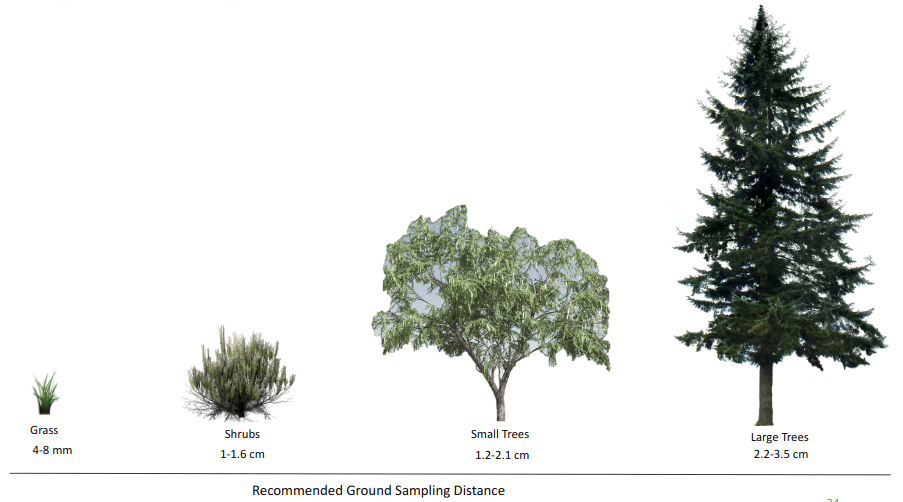 Grass
4-8 mm
Shrubs
1-1.6 cm
Small Trees
1.2-2.1 cm
Large Trees
2.2-3.5 cm
Recommended Ground Sampling Distance